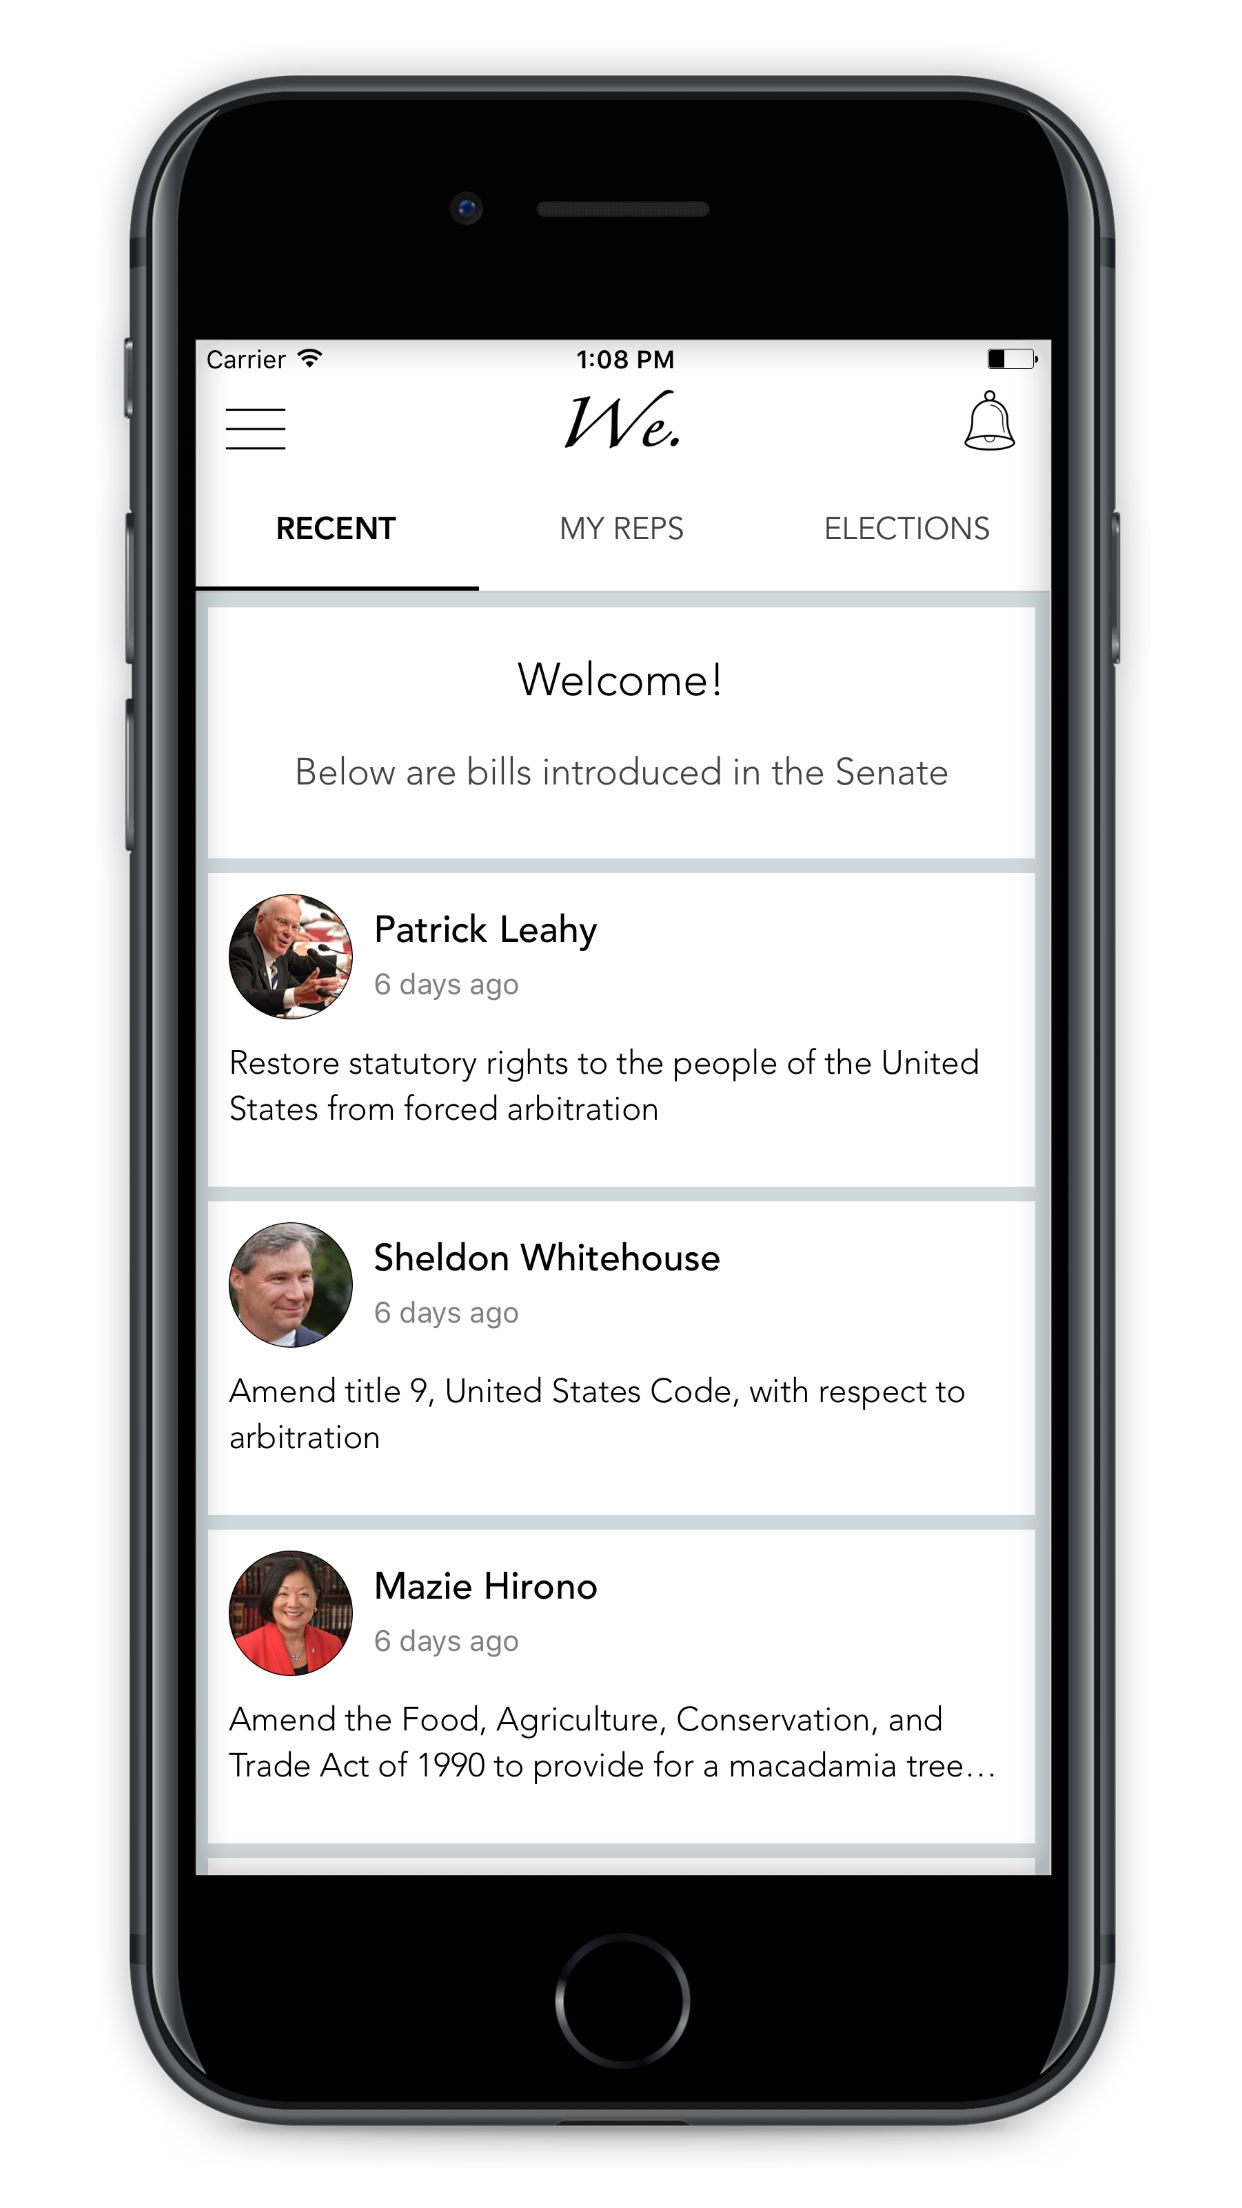 Carrier 1:08 PM
We.
RECENT MY REPS ELECTIONS
Welcome!
Below are bills introduced in the Senate
Patrick Leahy
6 days ago
Restore statutory rights to the people of the United
States from forced arbitration
Sheldon Whitehouse
6 days ago
Amend title 9, United States Code, with respect to
arbitration
Mazie Hirono
6 days ago
Amend the Food, Agriculture, Conservation, and
Trade Act of 1990 to provide for a macadamia tree...